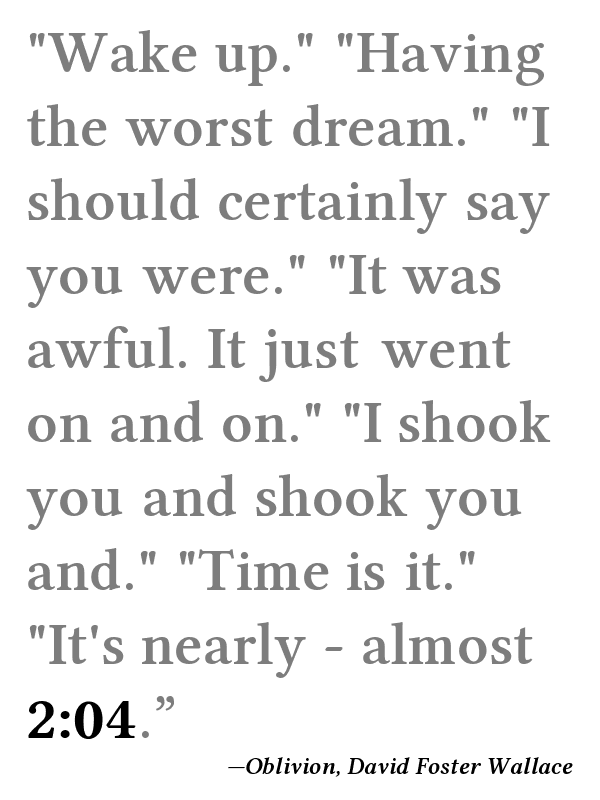 "Wake up." "Having
the worst dream." "I
should certainly say
you were." "It was
awful. It just went
on and on." "I shook
you and shook you
and." "Time is it."
"It's nearly - almost
2:04.”
—Oblivion, David Foster Wallace